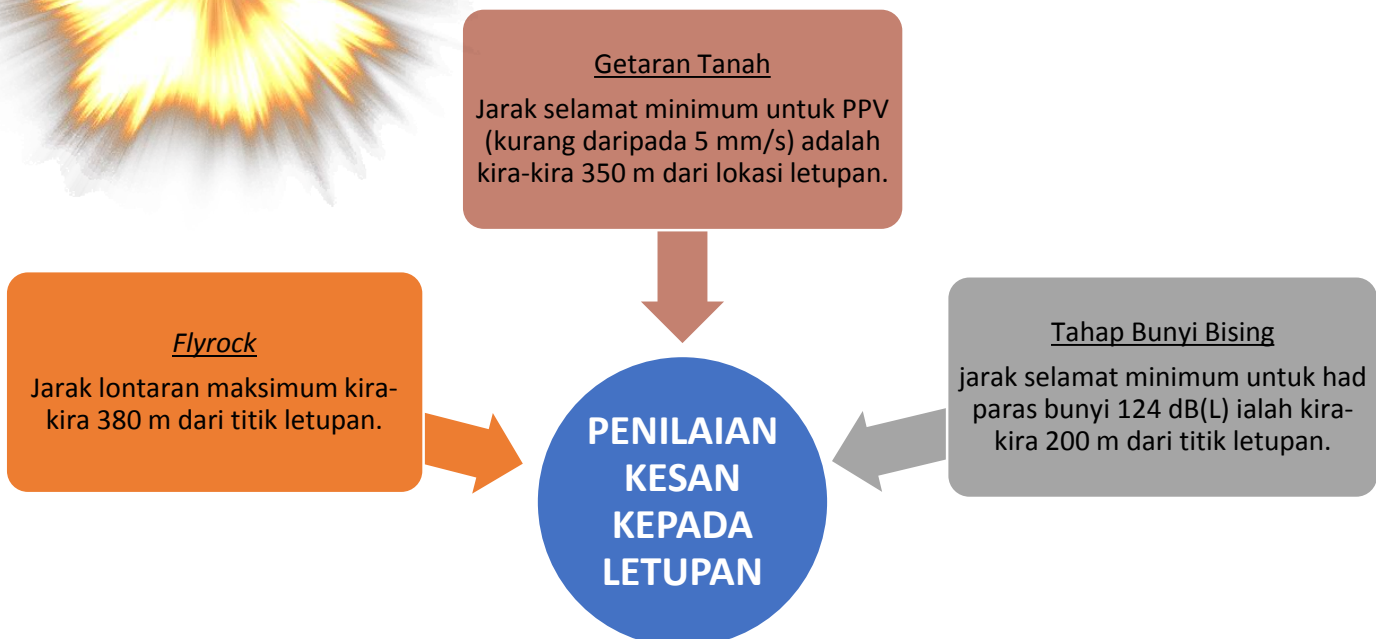 Getaran Tanah
Jarak selamat minimum untuk PPV
(kurang daripada 5 mm/s) adalah
kira-kira 350 m dari lokasi letupan.
Flyrock
Jarak lontaran maksimum kira-
kira 380 m dari titik letupan.
Tahap Bunyi Bising
jarak selamat minimum untuk had
paras bunyi 124 dB(L) ialah kira-
kira 200 m dari titik letupan.
PENILAIAN
KESAN
KEPADA
LETUPAN